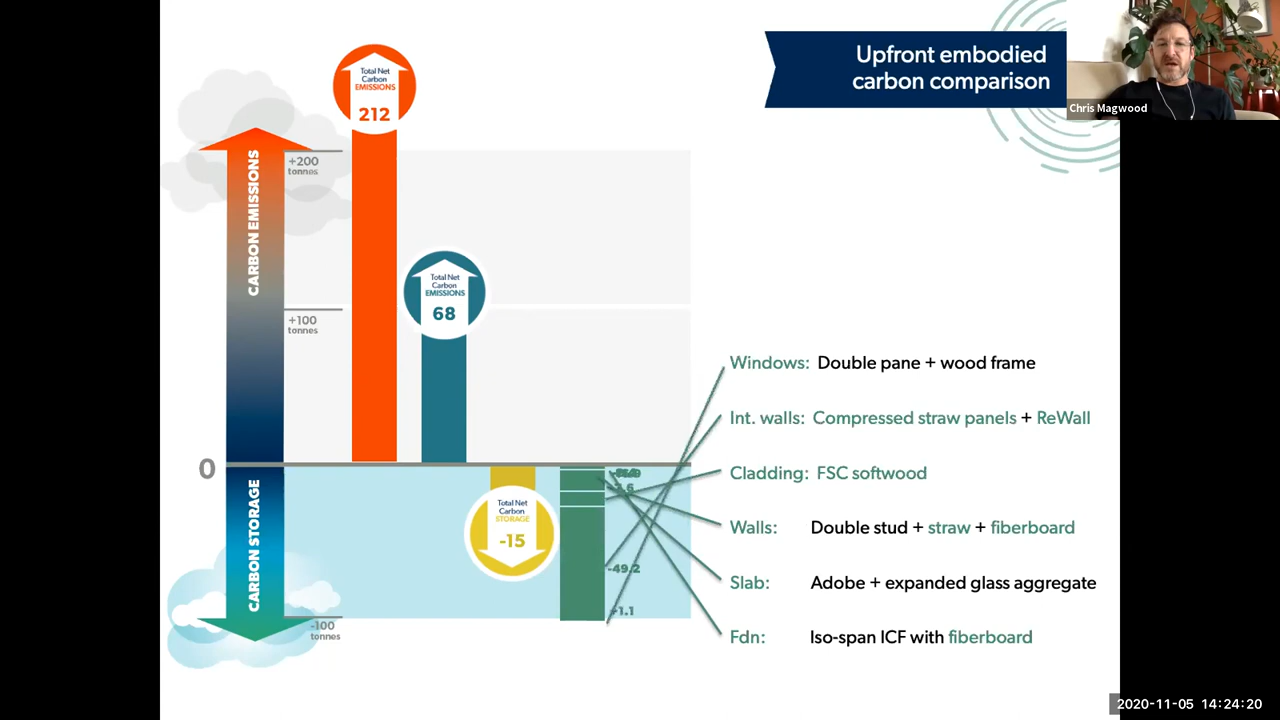 Upfront embodied
carbon comparison
Chris Magwood
Total Net
Carbon
EMISSIONS
212
CARBON EMISSIONS
+200
tonnes
Total Net
Carbon
EMISSIONS
68
+100
tonnes
0
CARBON STORAGE
Total Net
Carbon
STORAGE
-15
-49.2
-100
tonnes
Windows: Double pane + wood frame
Int. walls: Compressed straw panels + ReWall
Cladding: FSC softwood
Walls: Double stud + straw + fiberboard
Slab: Adobe + expanded glass aggregate
Fdn: Iso-span ICF with fiberboard
2020-11-05 14:24:20